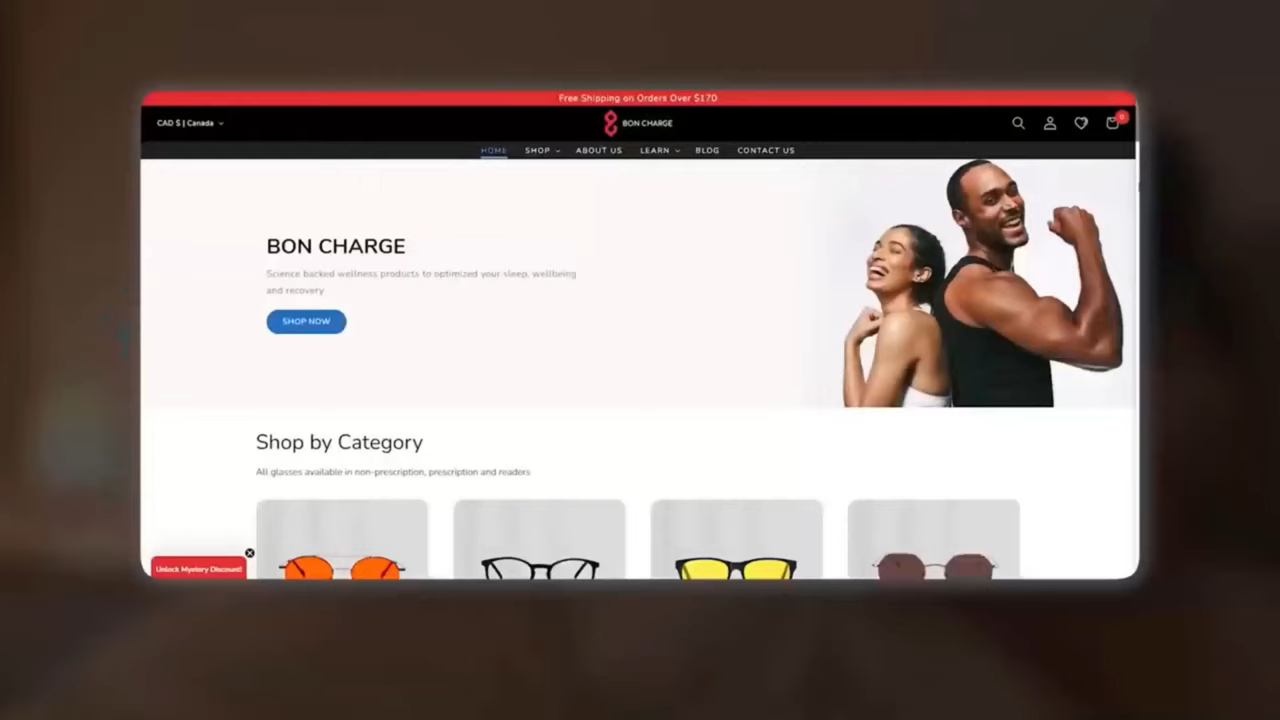 Free Shipping on Orders Over $170
CAD $ | Canada
BON CHARGE
0
HOME SHOP ABOUT US LEARN BLOG CONTACT US
BON CHARGE
Science backed wellness products to optimized your sleep, wellbeing
and recovery
SHOP NOW
Shop by Category
All glasses available in non-prescription, prescription and readers
Unlock Mystery Discount!